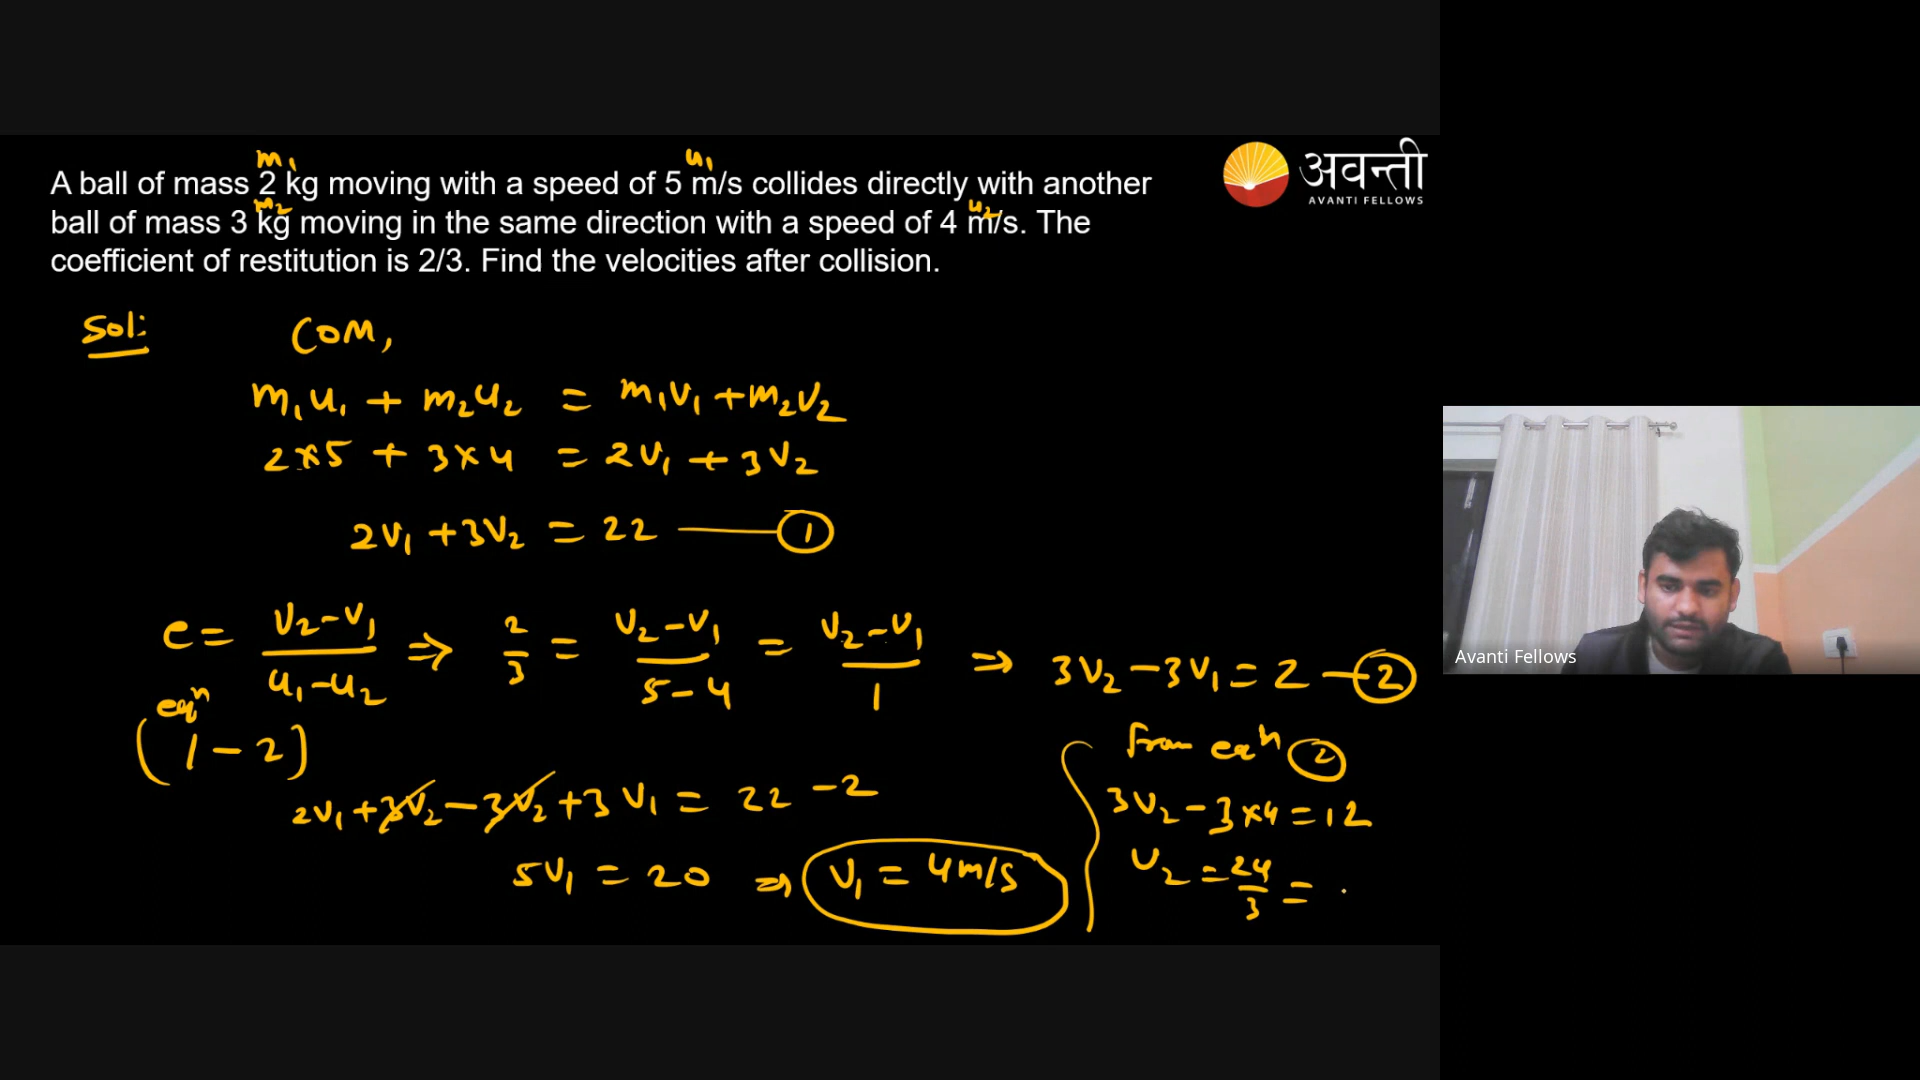 A ball of mass 2 kg moving with a speed of 5 m/s collides directly with another
m₁ u₁
ball of mass 3 kg moving in the same direction with a speed of 4 m/s. The
m₂ u₂
coefficient of restitution is 2/3. Find the velocities after collision.
अवन्ती
AVANTI FELLOWS
Sol:
COM,
m₁u₁ + m₂u₂ = m₁v₁ + m₂v₂
2×5 + 3×4 = 2v₁ + 3v₂
2v₁ + 3v₂ = 22 — ①
e = (v₂-v₁)/(u₁-u₂) ⇒ 2/3 = (v₂-v₁)/(5-4) = (v₂-v₁)/1 ⇒ 3v₂ - 3v₁ = 2 — ②
eqⁿ
(1 - 2)
2v₁ + 3v₂ - 3v₂ + 3v₁ = 22 - 2
5v₁ = 20 ⇒ v₁ = 4m/s
from eqⁿ ②
3v₂ - 3×4 = 12
v₂ = 24/3 = .
Avanti Fellows